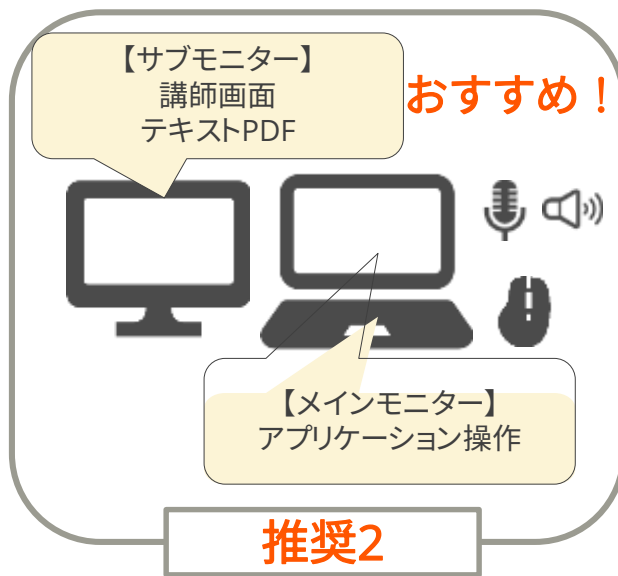 【サブモニター】
講師画面
テキストPDF
おすすめ！
【メインモニター】
アプリケーション操作
推奨2